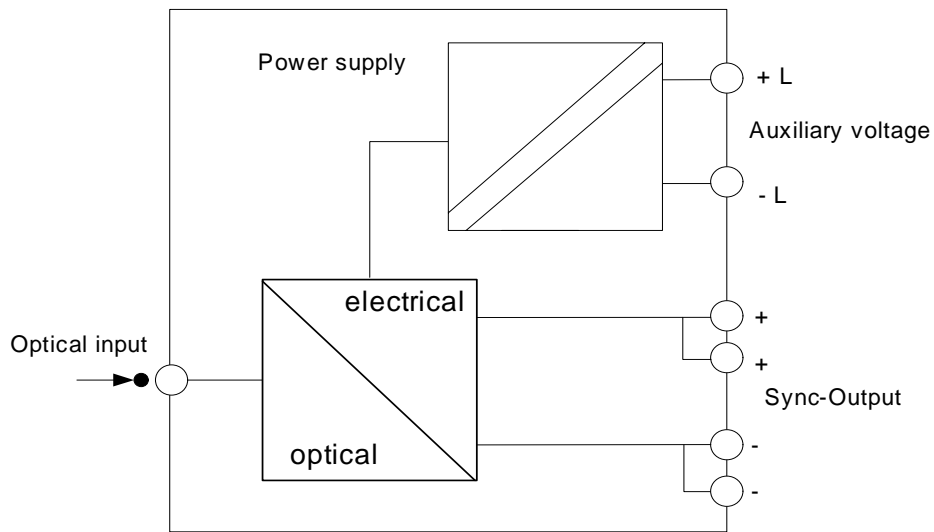 Power supply
+ L
Auxiliary voltage
- L
electrical
+
Optical input
+
Sync-Output
optical
-
-